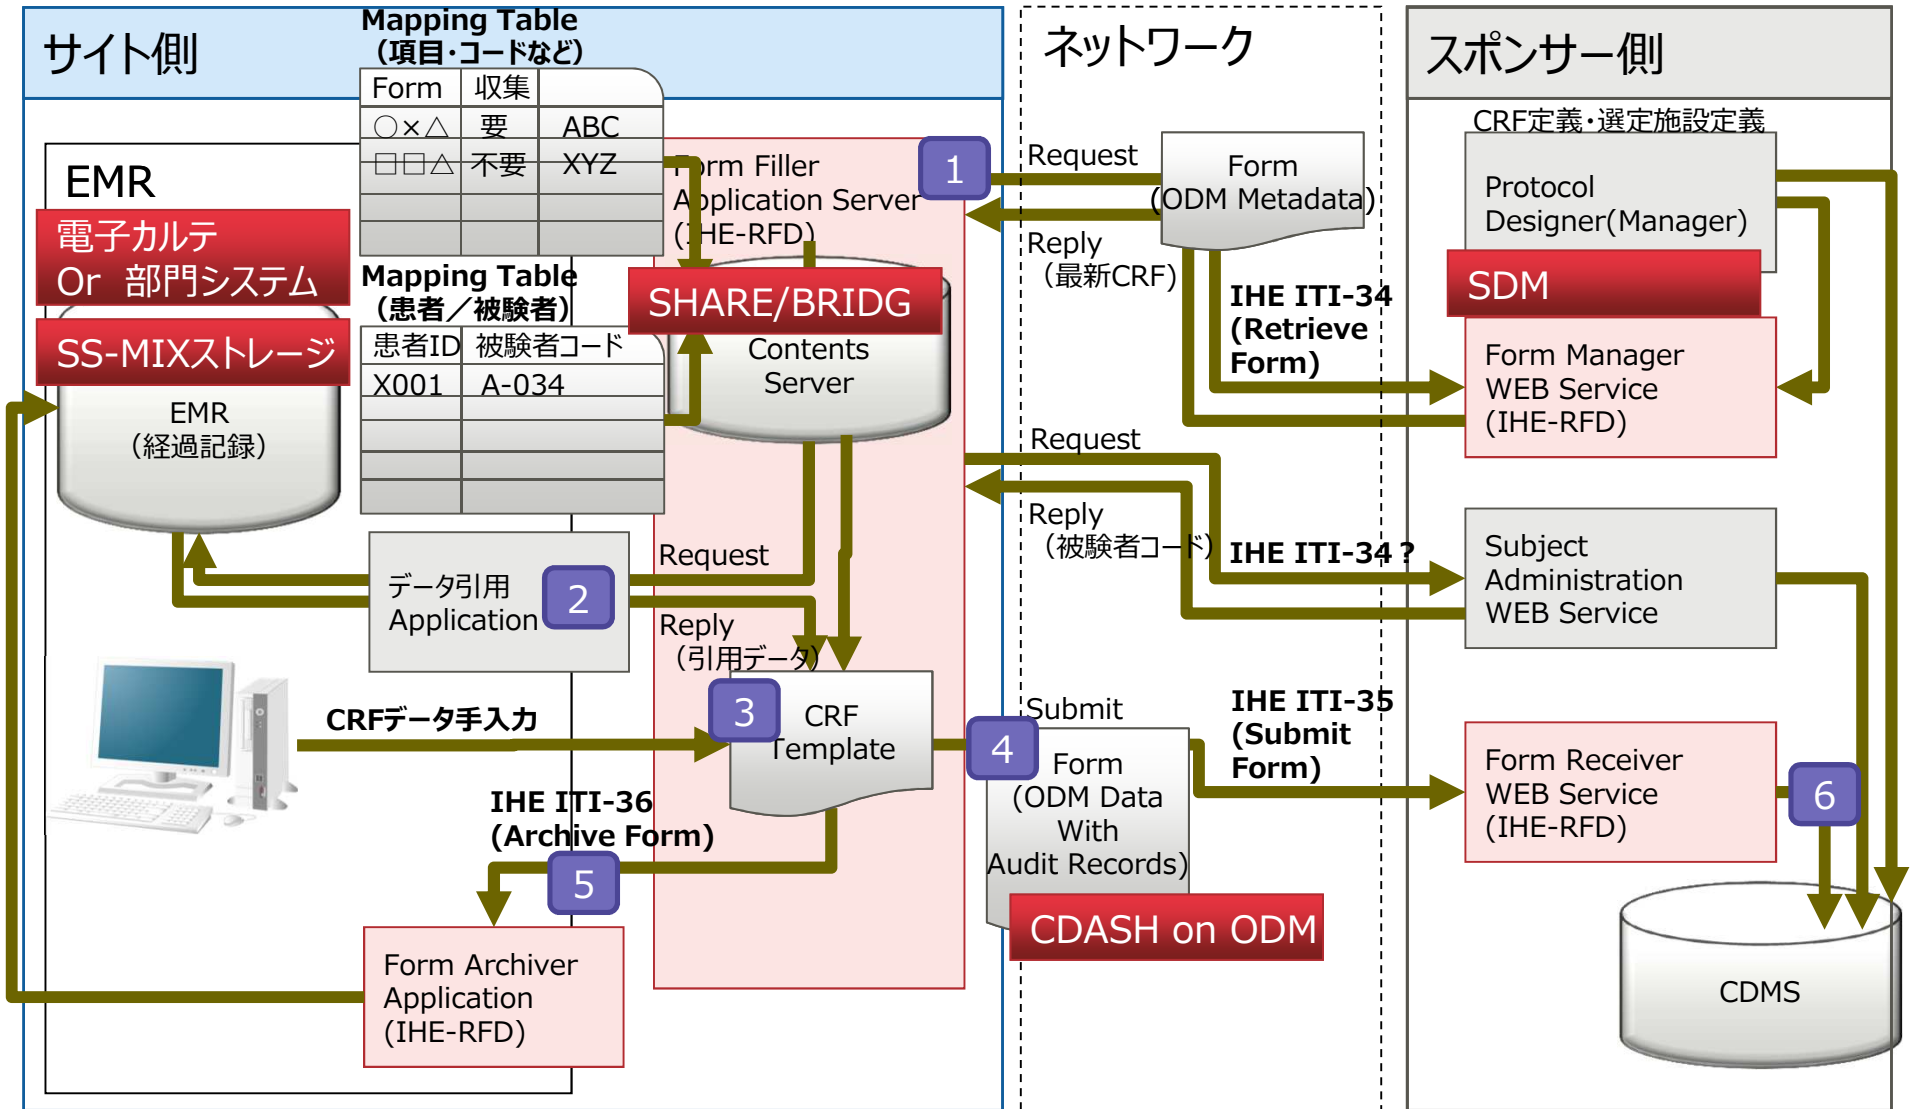 サイト側
Mapping Table
（項目・コードなど）
Form 収集
○×△ 要 ABC
□□△ 不要 XYZ
ネットワーク
スポンサー側
CRF定義・選定施設定義
EMR
電子カルテ
Or 部門システム
SS-MIXストレージ
EMR
（経過記録）
Mapping Table
（患者／被験者）
患者ID 被験者コード
X001 A-034
Form Filler
Application Server
(IHE-RFD)
SHARE/BRIDG
Contents
Server
1
Request
Reply
（最新CRF）
Form
(ODM Metadata)
IHE ITI-34
(Retrieve
Form)
Protocol
Designer(Manager)
SDM
Form Manager
WEB Service
(IHE-RFD)
Request
Reply
（被験者コード）
IHE ITI-34？
Subject
Administration
WEB Service
データ引用
Application
2
Request
Reply
（引用データ）
CRFデータ手入力
3
CRF
Template
4
Submit
Form
(ODM Data
With
Audit Records)
CDASH on ODM
IHE ITI-35
(Submit
Form)
Form Receiver
WEB Service
(IHE-RFD)
6
CDMS
IHE ITI-36
(Archive Form)
5
Form Archiver
Application
(IHE-RFD)